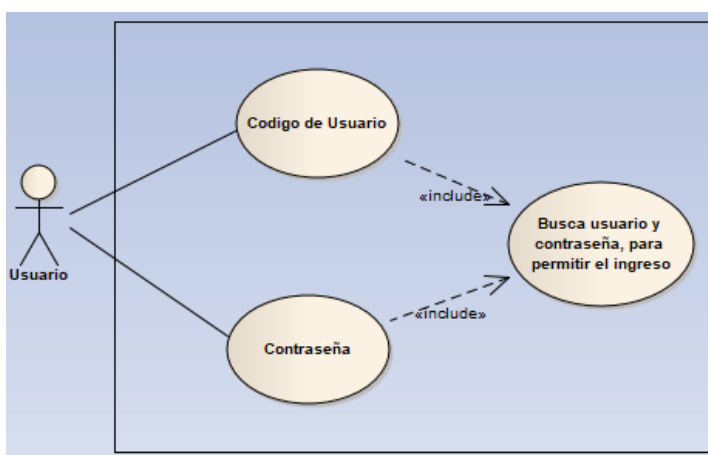 Codigo de Usuario
«include»
Busca usuario y
contraseña, para
permitir el ingreso
Usuario
«include»
Contraseña